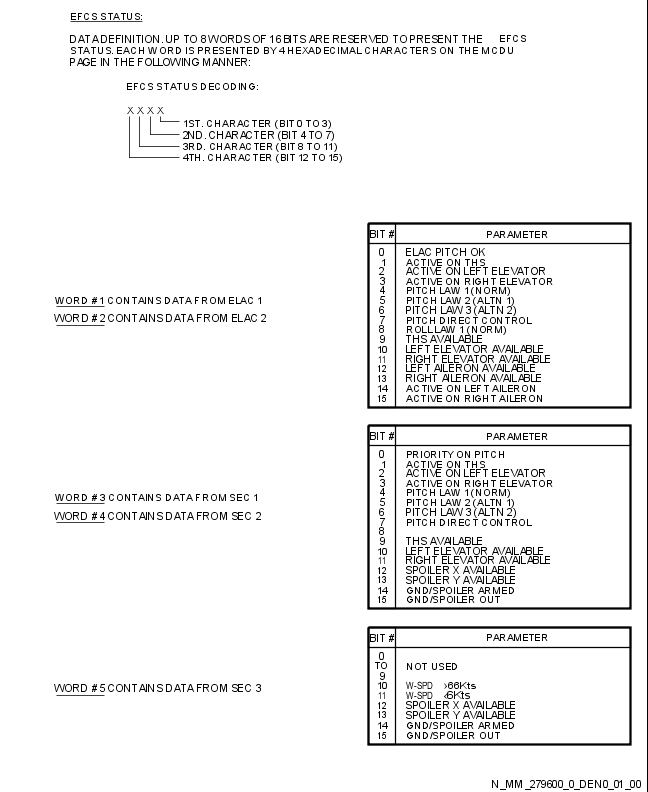 EFCS STATUS:
DATA DEFINITION. UP TO 8 WORDS OF 16 BITS ARE RESERVED TO PRESENT THE EFCS
STATUS. EACH WORD IS PRESENTED BY 4 HEXADECIMAL CHARACTERS ON THE MCDU
PAGE IN THE FOLLOWING MANNER:
EFCS STATUS DECODING:
X X X X
1ST. CHARACTER (BIT 0 TO 3)
2ND. CHARACTER (BIT 4 TO 7)
3RD. CHARACTER (BIT 8 TO 11)
4TH. CHARACTER (BIT 12 TO 15)
WORD #1 CONTAINS DATA FROM ELAC 1
WORD #2 CONTAINS DATA FROM ELAC 2
BIT # PARAMETER
0 ELAC PITCH OK
1 ACTIVE ON THS
2 ACTIVE ON LEFT ELEVATOR
3 ACTIVE ON RIGHT ELEVATOR
4 PITCH LAW 1 (NORM)
5 PITCH LAW 2 (ALTN 1)
6 PITCH LAW 3 (ALTN 2)
7 PITCH DIRECT CONTROL
8 ROLL LAW 1 (NORM)
9 THS AVAILABLE
10 LEFT ELEVATOR AVAILABLE
11 RIGHT ELEVATOR AVAILABLE
12 LEFT AILERON AVAILABLE
13 RIGHT AILERON AVAILABLE
14 ACTIVE ON LEFT AILERON
15 ACTIVE ON RIGHT AILERON
WORD #3 CONTAINS DATA FROM SEC 1
WORD #4 CONTAINS DATA FROM SEC 2
BIT # PARAMETER
0 PRIORITY ON PITCH
1 ACTIVE ON THS
2 ACTIVE ON LEFT ELEVATOR
3 ACTIVE ON RIGHT ELEVATOR
4 PITCH LAW 1 (NORM)
5 PITCH LAW 2 (ALTN 1)
6 PITCH LAW 3 (ALTN 2)
7 PITCH DIRECT CONTROL
8
9 THS AVAILABLE
10 LEFT ELEVATOR AVAILABLE
11 RIGHT ELEVATOR AVAILABLE
12 SPOILER X AVAILABLE
13 SPOILER Y AVAILABLE
14 GND/SPOILER ARMED
15 GND/SPOILER OUT
WORD #5 CONTAINS DATA FROM SEC 3
BIT # PARAMETER
0
TO NOT USED
9
10 W-SPD >66Kts
11 W-SPD <6Kts
12 SPOILER X AVAILABLE
13 SPOILER Y AVAILABLE
14 GND/SPOILER ARMED
15 GND/SPOILER OUT
N_MM_279600_0_DEN0_01_00